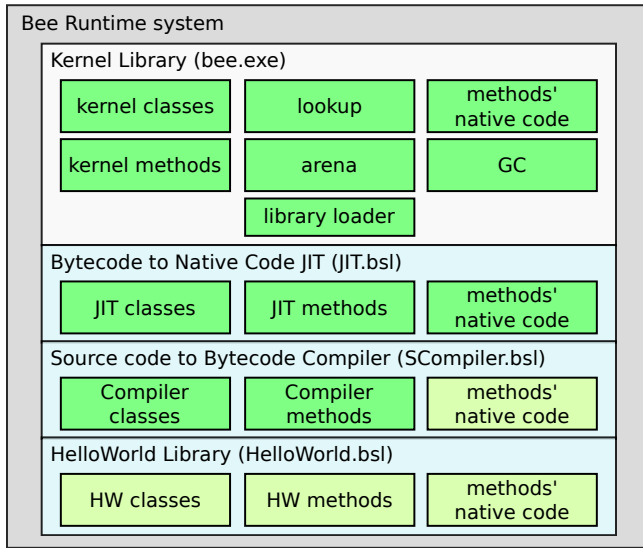 Bee Runtime system
Kernel Library (bee.exe)
kernel classes
lookup
methods'
native code
kernel methods
arena
GC
library loader
Bytecode to Native Code JIT (JIT.bsl)
JIT classes
JIT methods
methods'
native code
Source code to Bytecode Compiler (SCompiler.bsl)
Compiler
classes
Compiler
methods
methods'
native code
HelloWorld Library (HelloWorld.bsl)
HW classes
HW methods
methods'
native code